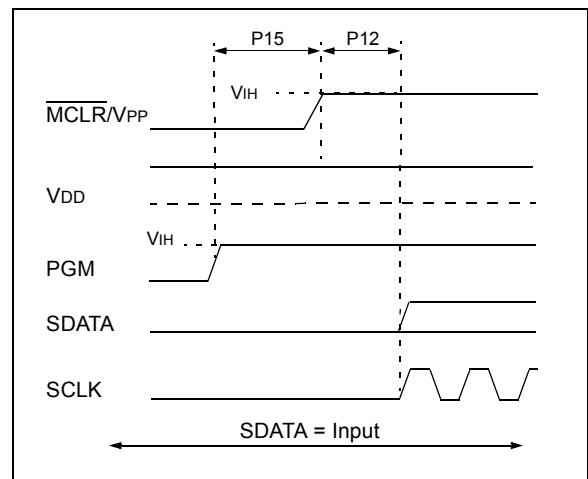 P15 P12
VIH
MCLR/VPP
VDD
VIH
PGM
SDATA
SCLK
SDATA = Input